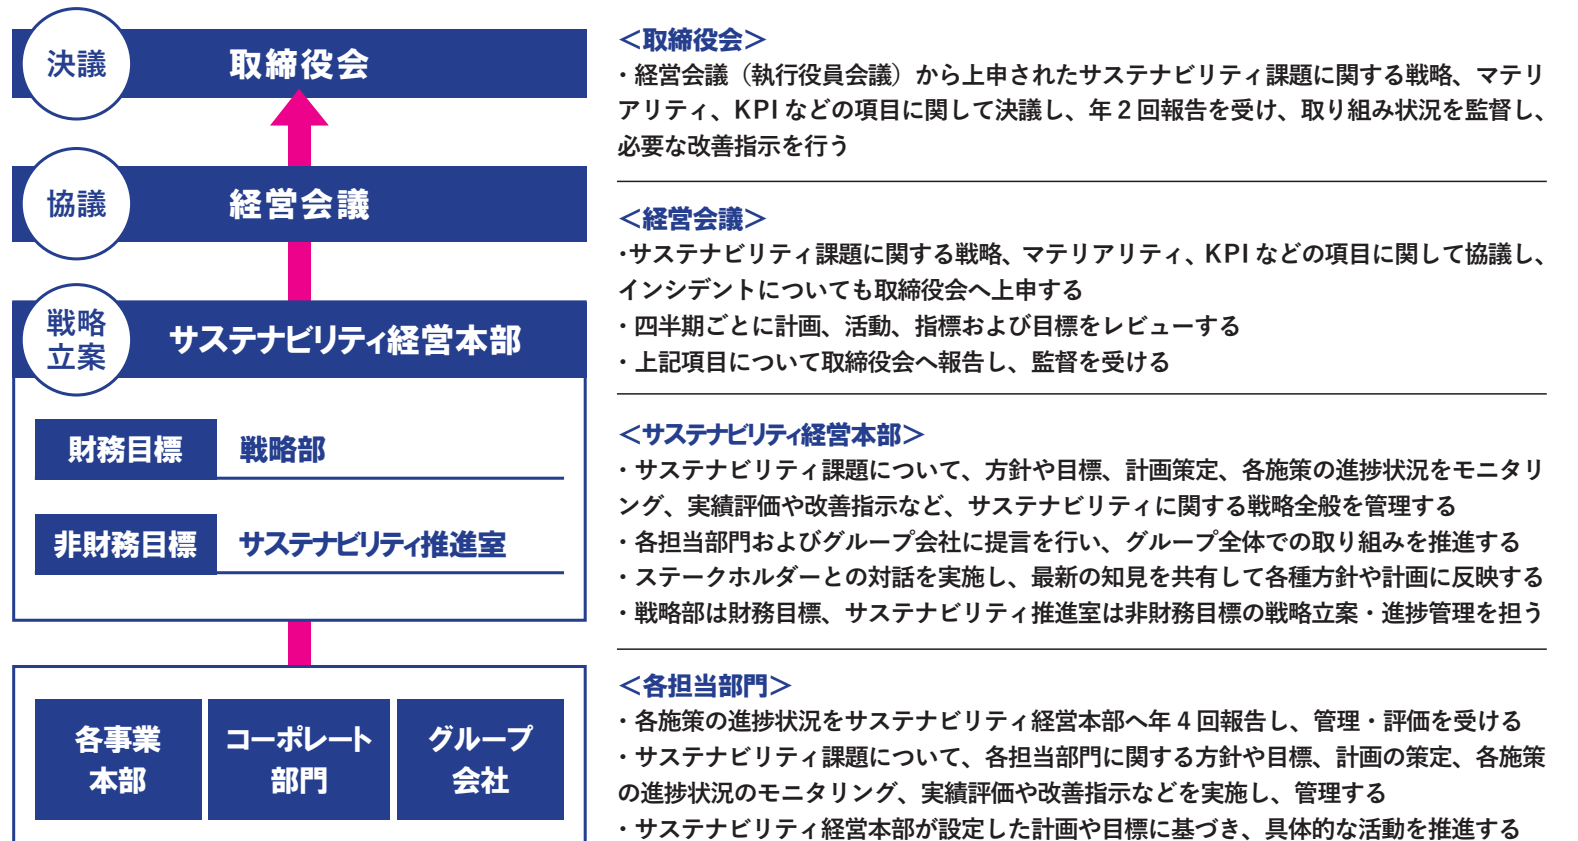 決議
取締役会
協議
経営会議
戦略
立案
サステナビリティ経営本部
財務目標
戦略部
非財務目標
サステナビリティ推進室
各事業
本部
コーポレート
部門
グループ
会社
＜取締役会＞
・経営会議（執行役員会議）から上申されたサステナビリティ課題に関する戦略、マテリ
アリティ、KPI などの項目に関して決議し、年 2 回報告を受け、取り組み状況を監督し、
必要な改善指示を行う
＜経営会議＞
・サステナビリティ課題に関する戦略、マテリアリティ、KPI などの項目に関して協議し、
インシデントについても取締役会へ上申する
・四半期ごとに計画、活動、指標および目標をレビューする
・上記項目について取締役会へ報告し、監督を受ける
＜サステナビリティ経営本部＞
・サステナビリティ課題について、方針や目標、計画策定、各施策の進捗状況をモニタリ
ング、実績評価や改善指示など、サステナビリティに関する戦略全般を管理する
・各担当部門およびグループ会社に提言を行い、グループ全体での取り組みを推進する
・ステークホルダーとの対話を実施し、最新の知見を共有して各種方針や計画に反映する
・戦略部は財務目標、サステナビリティ推進室は非財務目標の戦略立案・進捗管理を担う
＜各担当部門＞
・各施策の進捗状況をサステナビリティ経営本部へ年 4 回報告し、管理・評価を受ける
・サステナビリティ課題について、各担当部門に関する方針や目標、計画の策定、各施策
の進捗状況のモニタリング、実績評価や改善指示などを実施し、管理する
・サステナビリティ経営本部が設定した計画や目標に基づき、具体的な活動を推進する